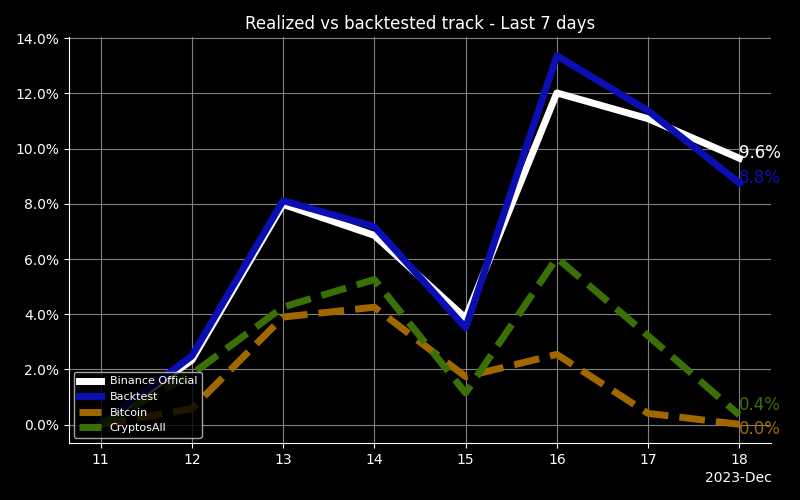 Realized vs backtested track - Last 7 days
14.0%
12.0%
10.0%
8.0%
6.0%
4.0%
2.0%
0.0%
9.6%
8.8%
0.4%
0.0%
Binance Official
Backtest
Bitcoin
CryptosAll
11 12 13 14 15 16 17 18
2023-Dec